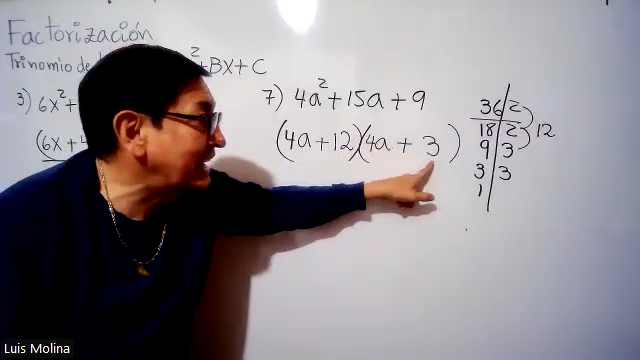 Factorización
Trinomio de ² + BX + C
3) 6x² +
(6x +
7) 4a² + 15a + 9
(4a + 12)(4a + 3)
36 2
18 2 12
9 3
3 3
1
Luis Molina